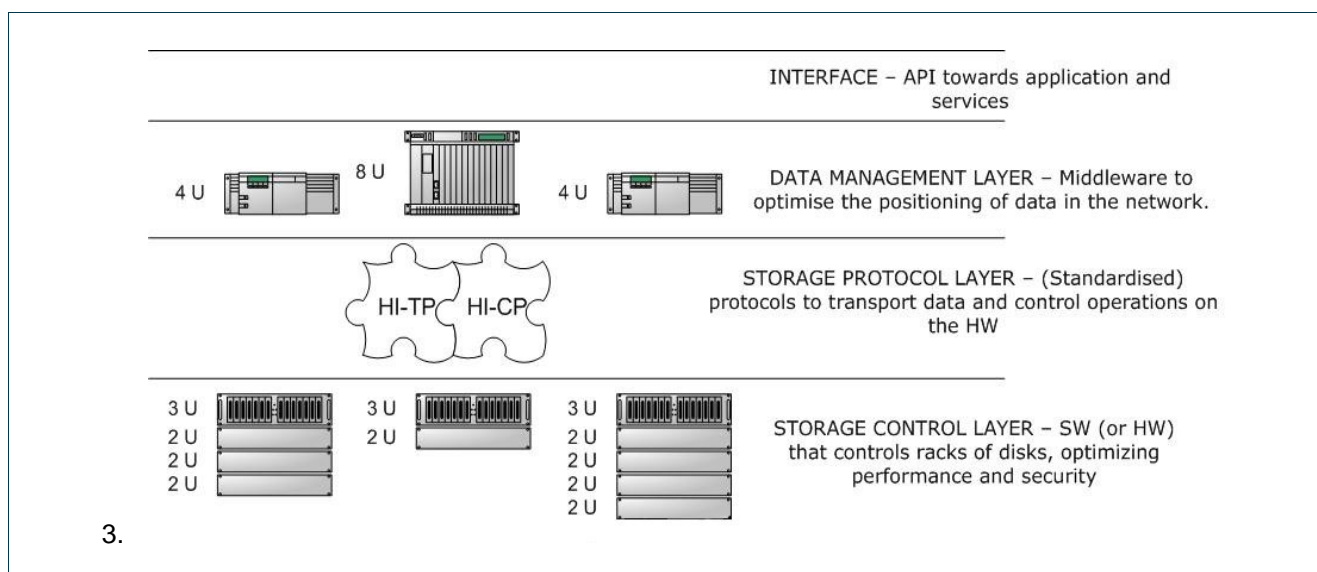 INTERFACE – API towards application and
services
8 U
4 U
4 U
DATA MANAGEMENT LAYER – Middleware to
optimise the positioning of data in the network.
HI-TP
HI-CP
STORAGE PROTOCOL LAYER – (Standardised)
protocols to transport data and control operations on
the HW
3 U
2 U
2 U
2 U
3 U
2 U
3 U
2 U
2 U
2 U
2 U
STORAGE CONTROL LAYER – SW (or HW)
that controls racks of disks, optimizing
performance and security
3.